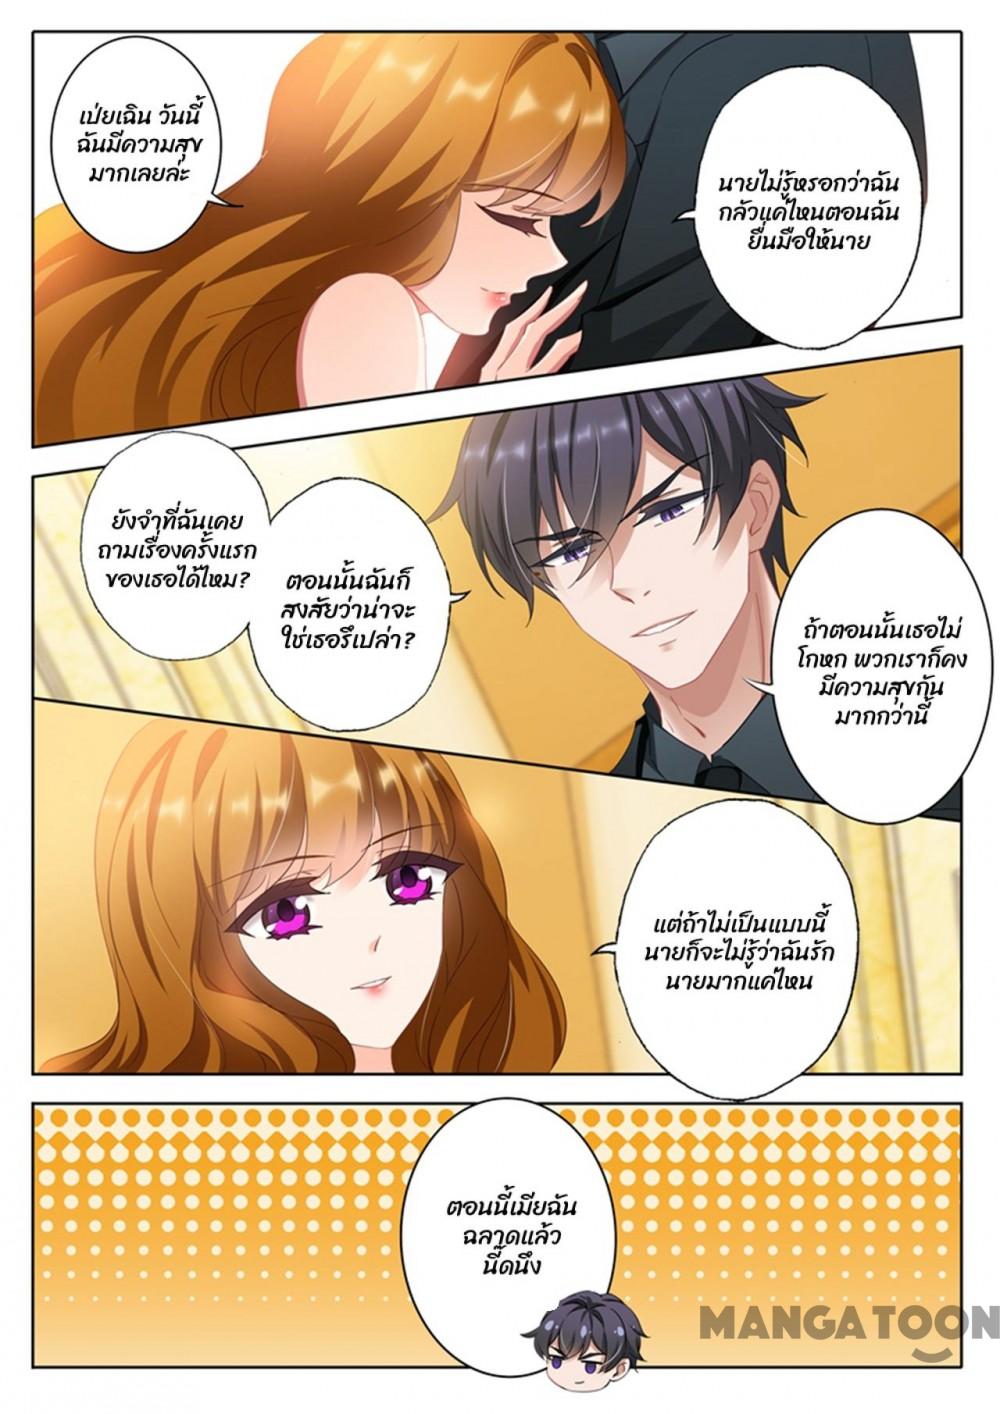 เป่ยเฉิน วันนี้
ฉันมีความสุข
มากเลยล่ะ
นายไม่รู้หรอกว่าฉัน
กลัวแค่ไหนตอนฉัน
ยื่นมือให้นาย
ยังจำที่ฉันเคย
ถามเรื่องครั้งแรก
ของเธอได้ไหม?
ตอนนั้นฉันก็
สงสัยว่าน่าจะ
ใช่เธอรึเปล่า?
ถ้าตอนนั้นเธอไม่
โกหก พวกเราก็คง
มีความสุขกัน
มากกว่านี้
แต่ถ้าไม่เป็นแบบนี้
นายก็จะไม่รู้ว่าฉันรัก
นายมากแค่ไหน
ตอนนี้เมียฉัน
ฉลาดแล้ว
นี๊ดนึง
MANGATOON